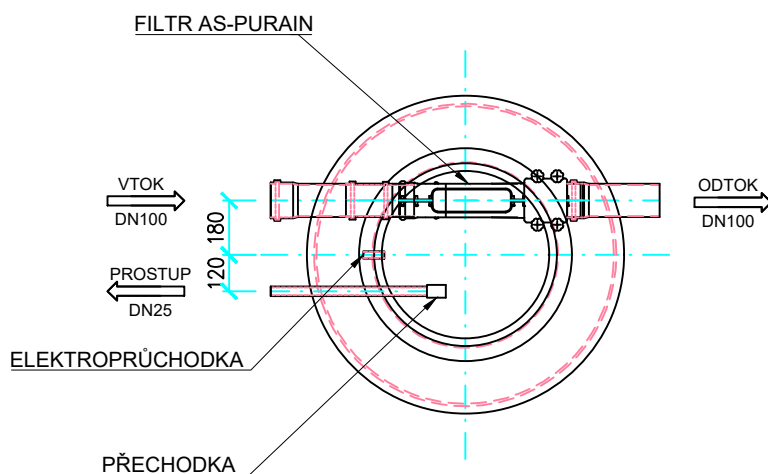 FILTR AS-PURAIN
VTOK
DN100
ODTOK
DN100
180
120
PROSTUP
DN25
ELEKTROPRŮCHODKA
PŘECHODKA